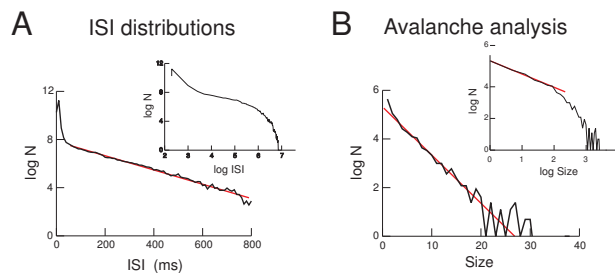 A ISI distributions
12
8
4
0
log N
0 200 400 600 800
ISI (ms)
12
8
4
0
log N
2 3 4 5 6 7
log ISI
B Avalanche analysis
6
4
2
0
log N
0 10 20 30 40
Size
6
4
2
0
log N
0 1 2 3 4
log Size